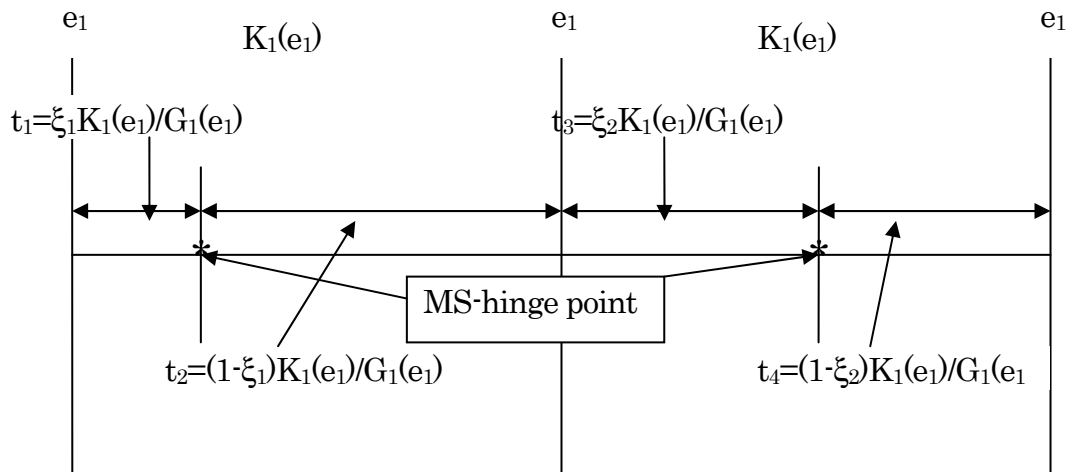 e₁ e₁ e₁
K₁(e₁) K₁(e₁)
t₁=ξ₁K₁(e₁)/G₁(e₁) t₃=ξ₂K₁(e₁)/G₁(e₁)
* *
MS-hinge point
t₂=(1-ξ₁)K₁(e₁)/G₁(e₁) t₄=(1-ξ₂)K₁(e₁)/G₁(e₁